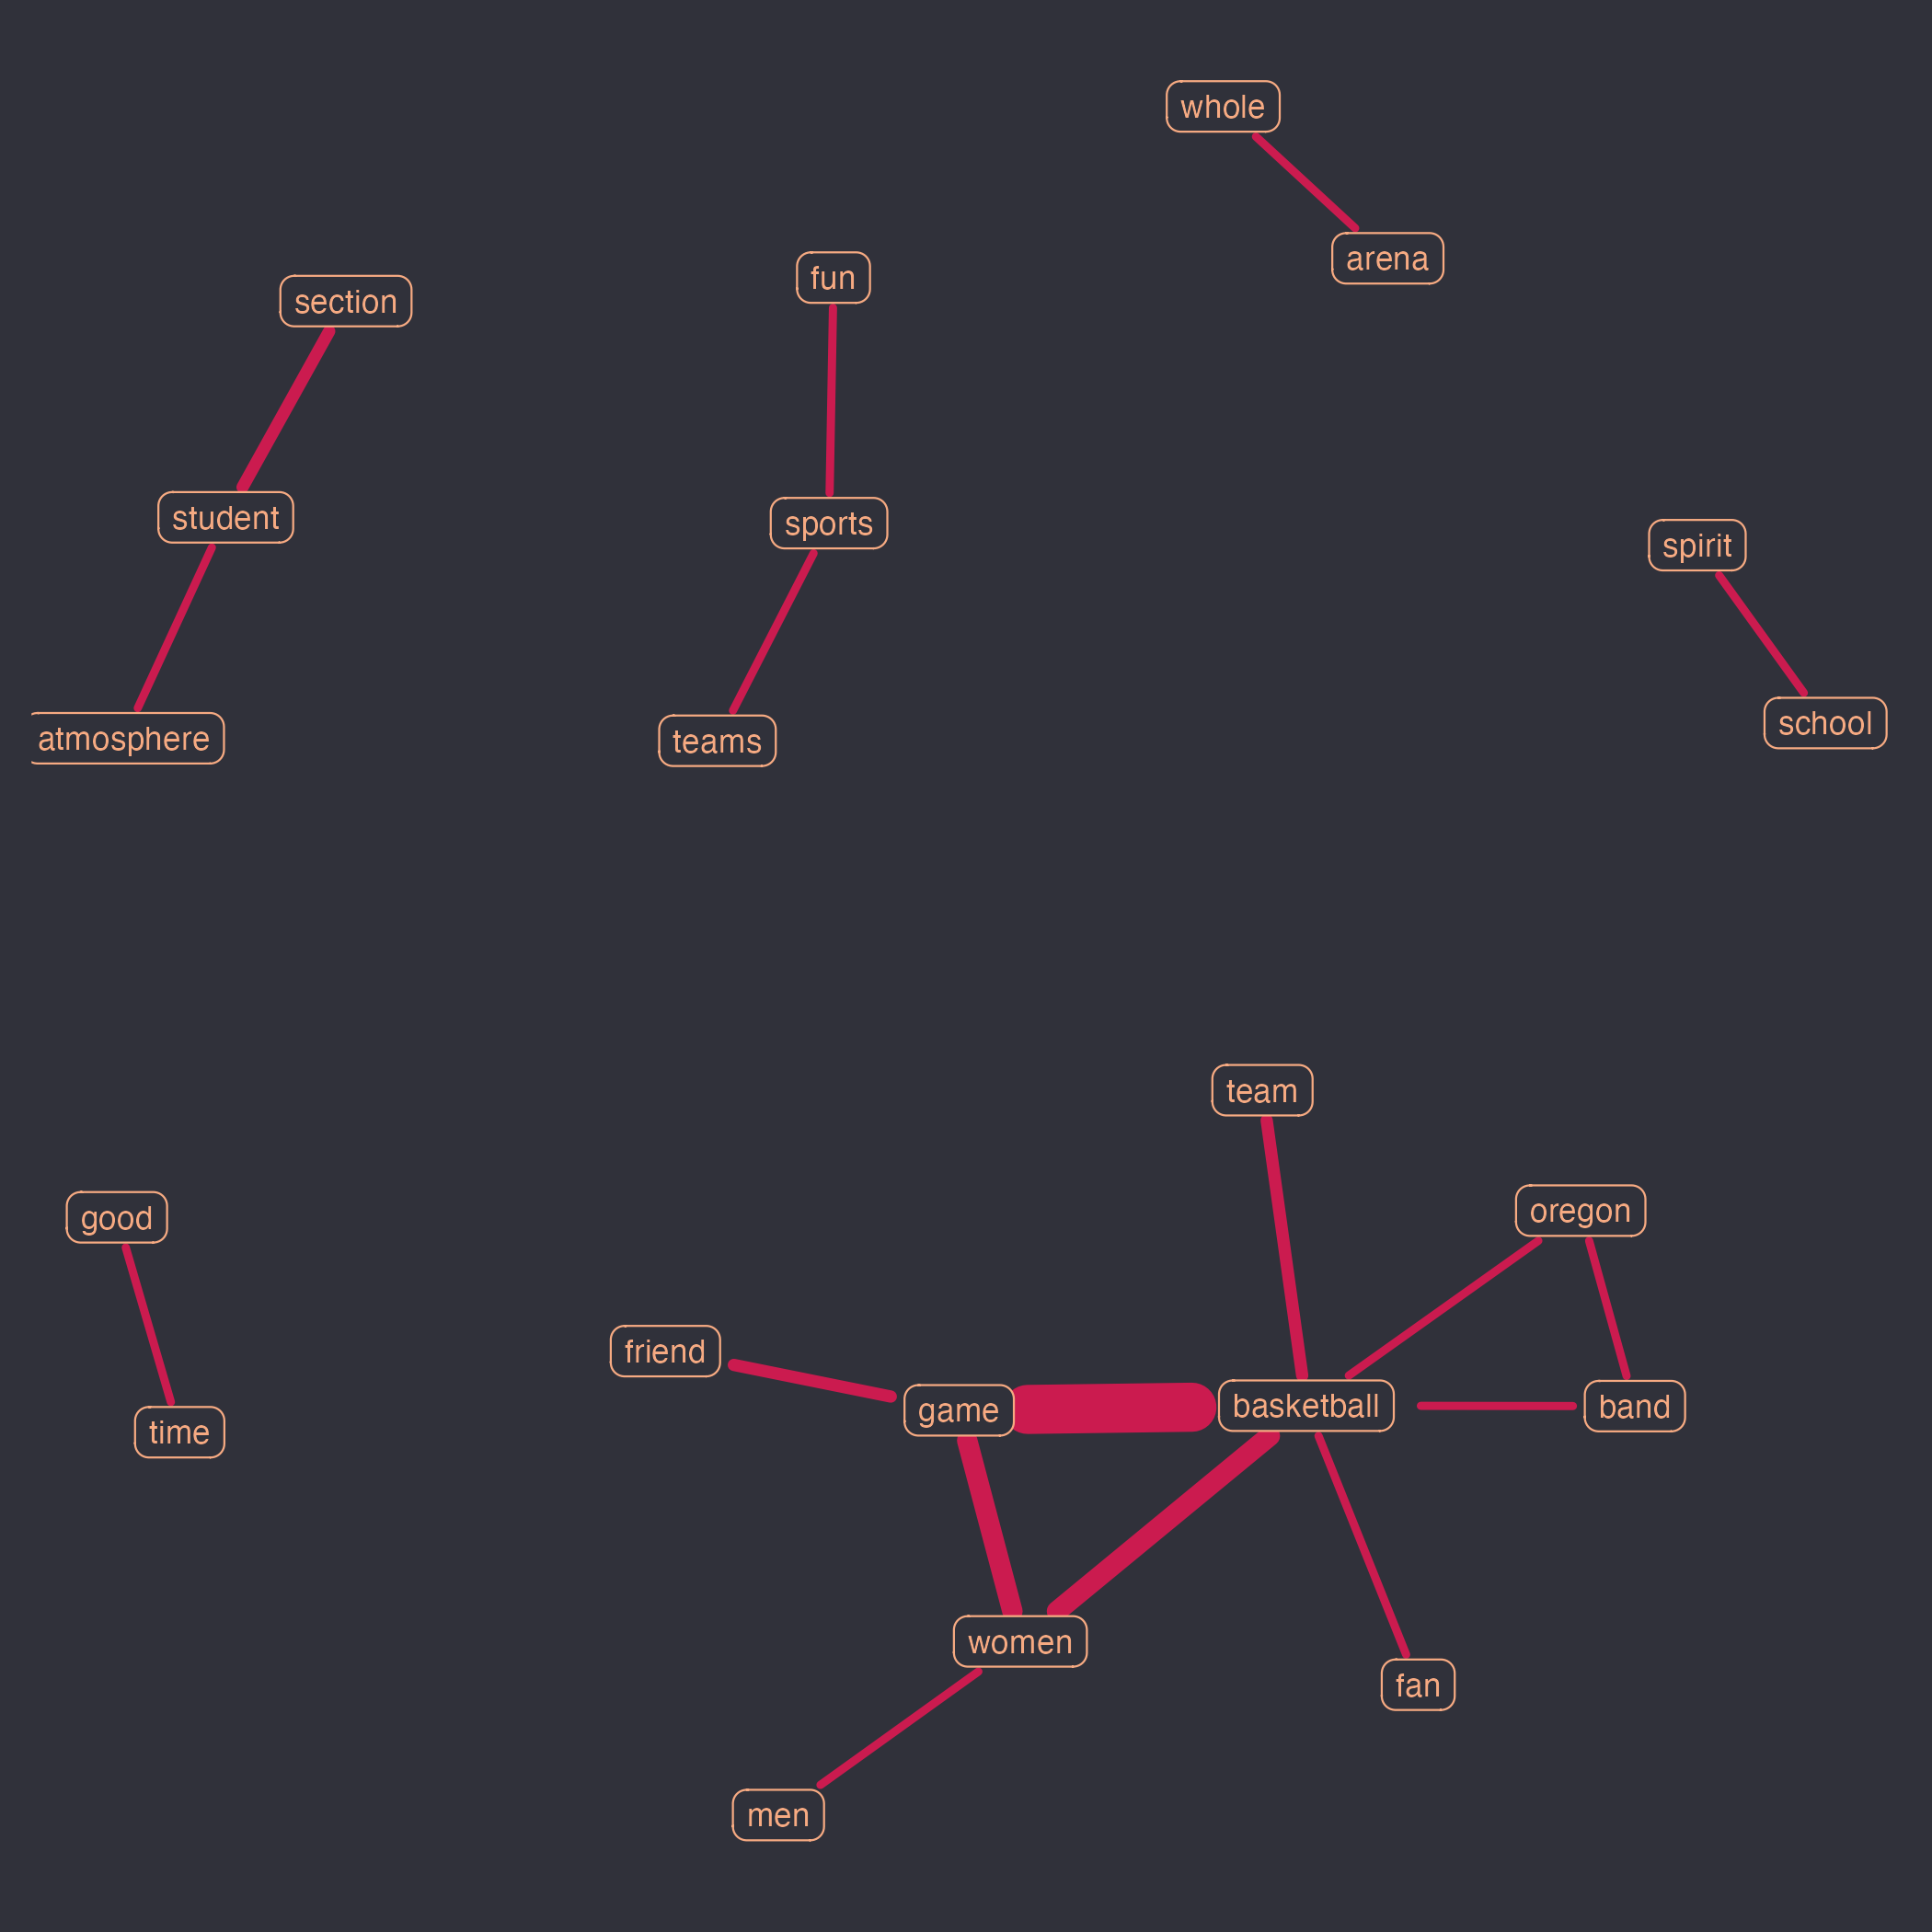 whole
arena
fun
section
sports
student
spirit
school
atmosphere
teams
team
oregon
good
friend
game
basketball
band
time
women
fan
men